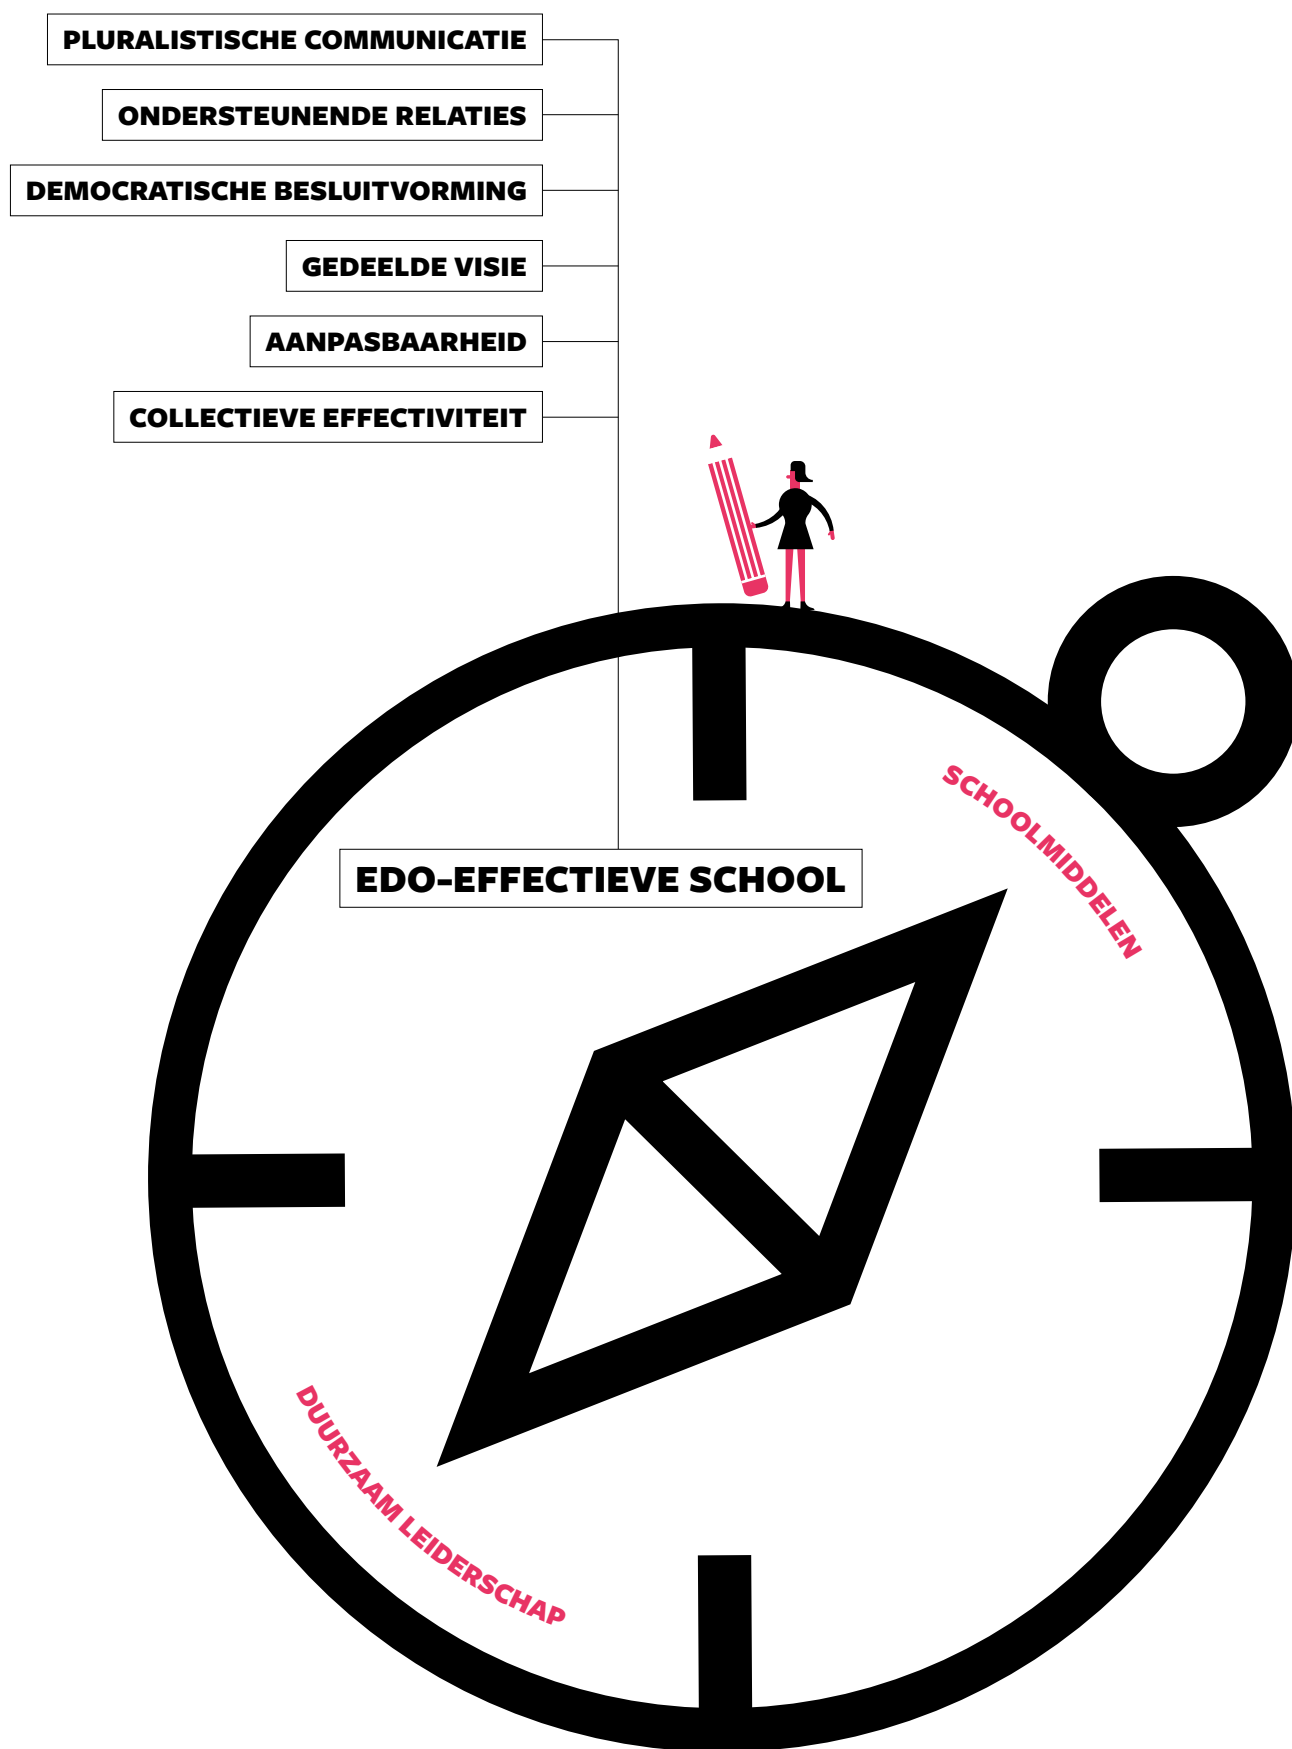 PLURALISTISCHE COMMUNICATIE
ONDERSTEUNENDE RELATIES
DEMOCRATISCHE BESLUITVORMING
GEDEELDE VISIE
AANPASBAARHEID
COLLECTIEVE EFFECTIVITEIT
SCHOOLMIDDELEN
EDO-EFFECTIEVE SCHOOL
DUURZAAM LEIDERSCHAP